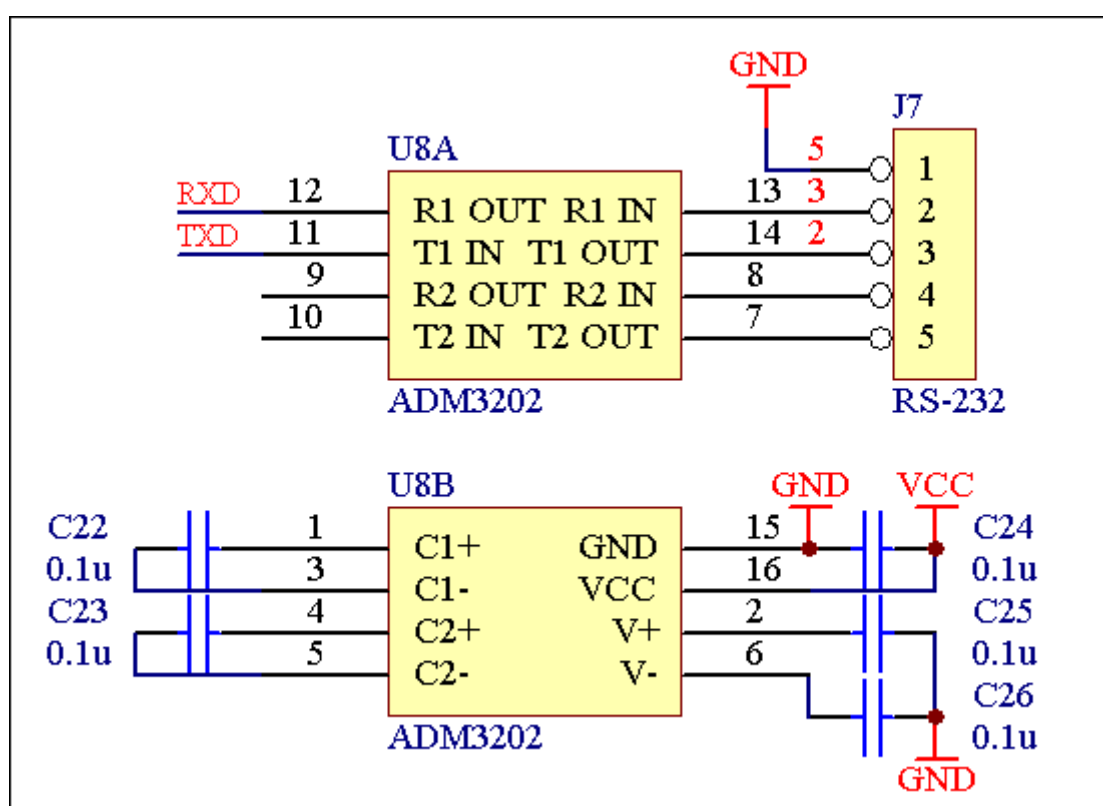 GND
J7
U8A
5
1
RXD 12 R1 OUT R1 IN 13 3 2
TXD 11 T1 IN T1 OUT 14 2 3
9 R2 OUT R2 IN 8 4
10 T2 IN T2 OUT 7 5
ADM3202 RS-232
U8B GND VCC
C22 1 C1+ GND 15 C24
0.1u 3 C1- VCC 16 0.1u
C23 4 C2+ V+ 2 C25
0.1u 5 C2- V- 6 0.1u
C26
ADM3202 0.1u
GND